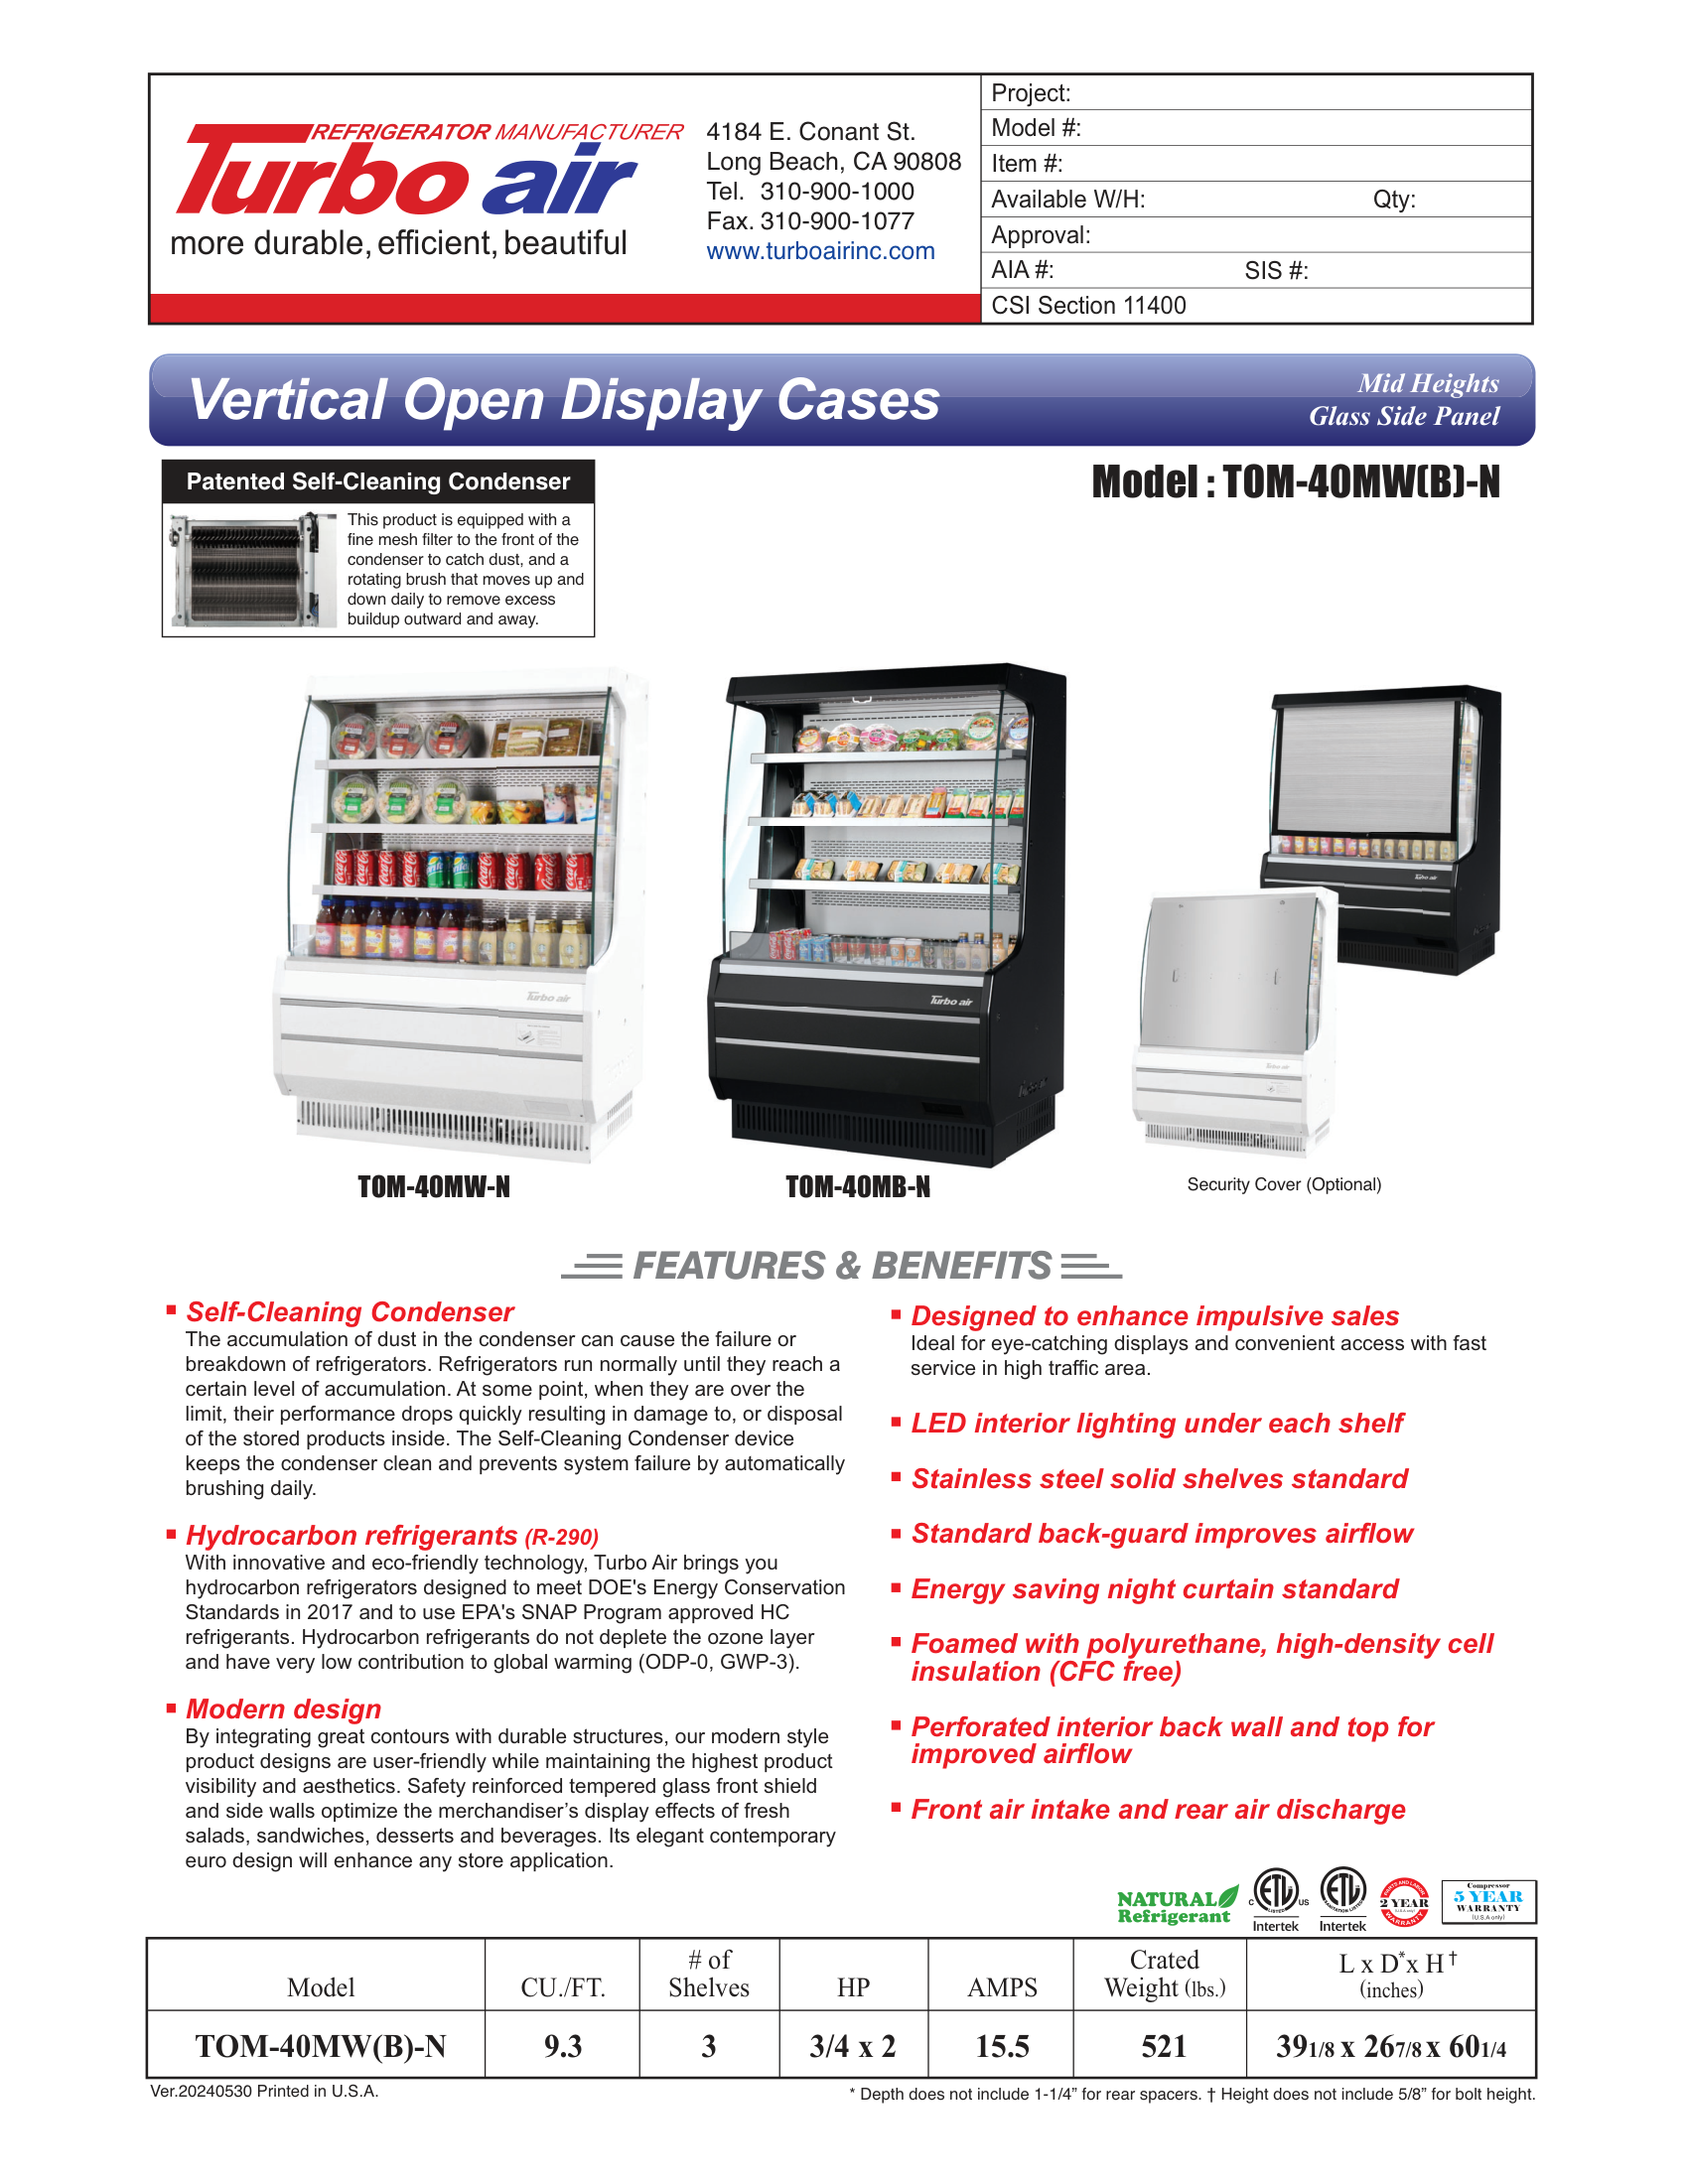 REFRIGERATOR MANUFACTURER
Turbo air
more durable, efficient, beautiful
4184 E. Conant St.
Long Beach, CA 90808
Tel. 310-900-1000
Fax. 310-900-1077
www.turboairinc.com
Project:
Model #:
Item #:
Available W/H: Qty:
Approval:
AIA #: SIS #:
CSI Section 11400
Vertical Open Display Cases
Mid Heights
Glass Side Panel
Patented Self-Cleaning Condenser
This product is equipped with a
fine mesh filter to the front of the
condenser to catch dust, and a
rotating brush that moves up and
down daily to remove excess
buildup outward and away.
Model : TOM-40MW(B)-N
Turbo air
Turbo air
Turbo air
Turbo air
TOM-40MW-N
TOM-40MB-N
Security Cover (Optional)
FEATURES & BENEFITS
▪ Self-Cleaning Condenser
The accumulation of dust in the condenser can cause the failure or
breakdown of refrigerators. Refrigerators run normally until they reach a
certain level of accumulation. At some point, when they are over the
limit, their performance drops quickly resulting in damage to, or disposal
of the stored products inside. The Self-Cleaning Condenser device
keeps the condenser clean and prevents system failure by automatically
brushing daily.
▪ Hydrocarbon refrigerants (R-290)
With innovative and eco-friendly technology, Turbo Air brings you
hydrocarbon refrigerators designed to meet DOE's Energy Conservation
Standards in 2017 and to use EPA's SNAP Program approved HC
refrigerants. Hydrocarbon refrigerants do not deplete the ozone layer
and have very low contribution to global warming (ODP-0, GWP-3).
▪ Modern design
By integrating great contours with durable structures, our modern style
product designs are user-friendly while maintaining the highest product
visibility and aesthetics. Safety reinforced tempered glass front shield
and side walls optimize the merchandiser’s display effects of fresh
salads, sandwiches, desserts and beverages. Its elegant contemporary
euro design will enhance any store application.
▪ Designed to enhance impulsive sales
Ideal for eye-catching displays and convenient access with fast
service in high traffic area.
▪ LED interior lighting under each shelf
▪ Stainless steel solid shelves standard
▪ Standard back-guard improves airflow
▪ Energy saving night curtain standard
▪ Foamed with polyurethane, high-density cell
insulation (CFC free)
▪ Perforated interior back wall and top for
improved airflow
▪ Front air intake and rear air discharge
NATURAL
Refrigerant
C ETL US
LISTED
Intertek
ETL
SANITATION LISTED
Intertek
PARTS AND LABOR
2 YEAR
(U.S.A only)
WARRANTY
Compressor
5 YEAR
WARRANTY
(U.S.A only)
Model CU./FT. # of Shelves HP AMPS Crated Weight (lbs.) L x D* x H † (inches)
TOM-40MW(B)-N 9.3 3 3/4 x 2 15.5 521 39 1/8 x 26 7/8 x 60 1/4
Ver.20240530 Printed in U.S.A.
* Depth does not include 1-1/4” for rear spacers. † Height does not include 5/8” for bolt height.